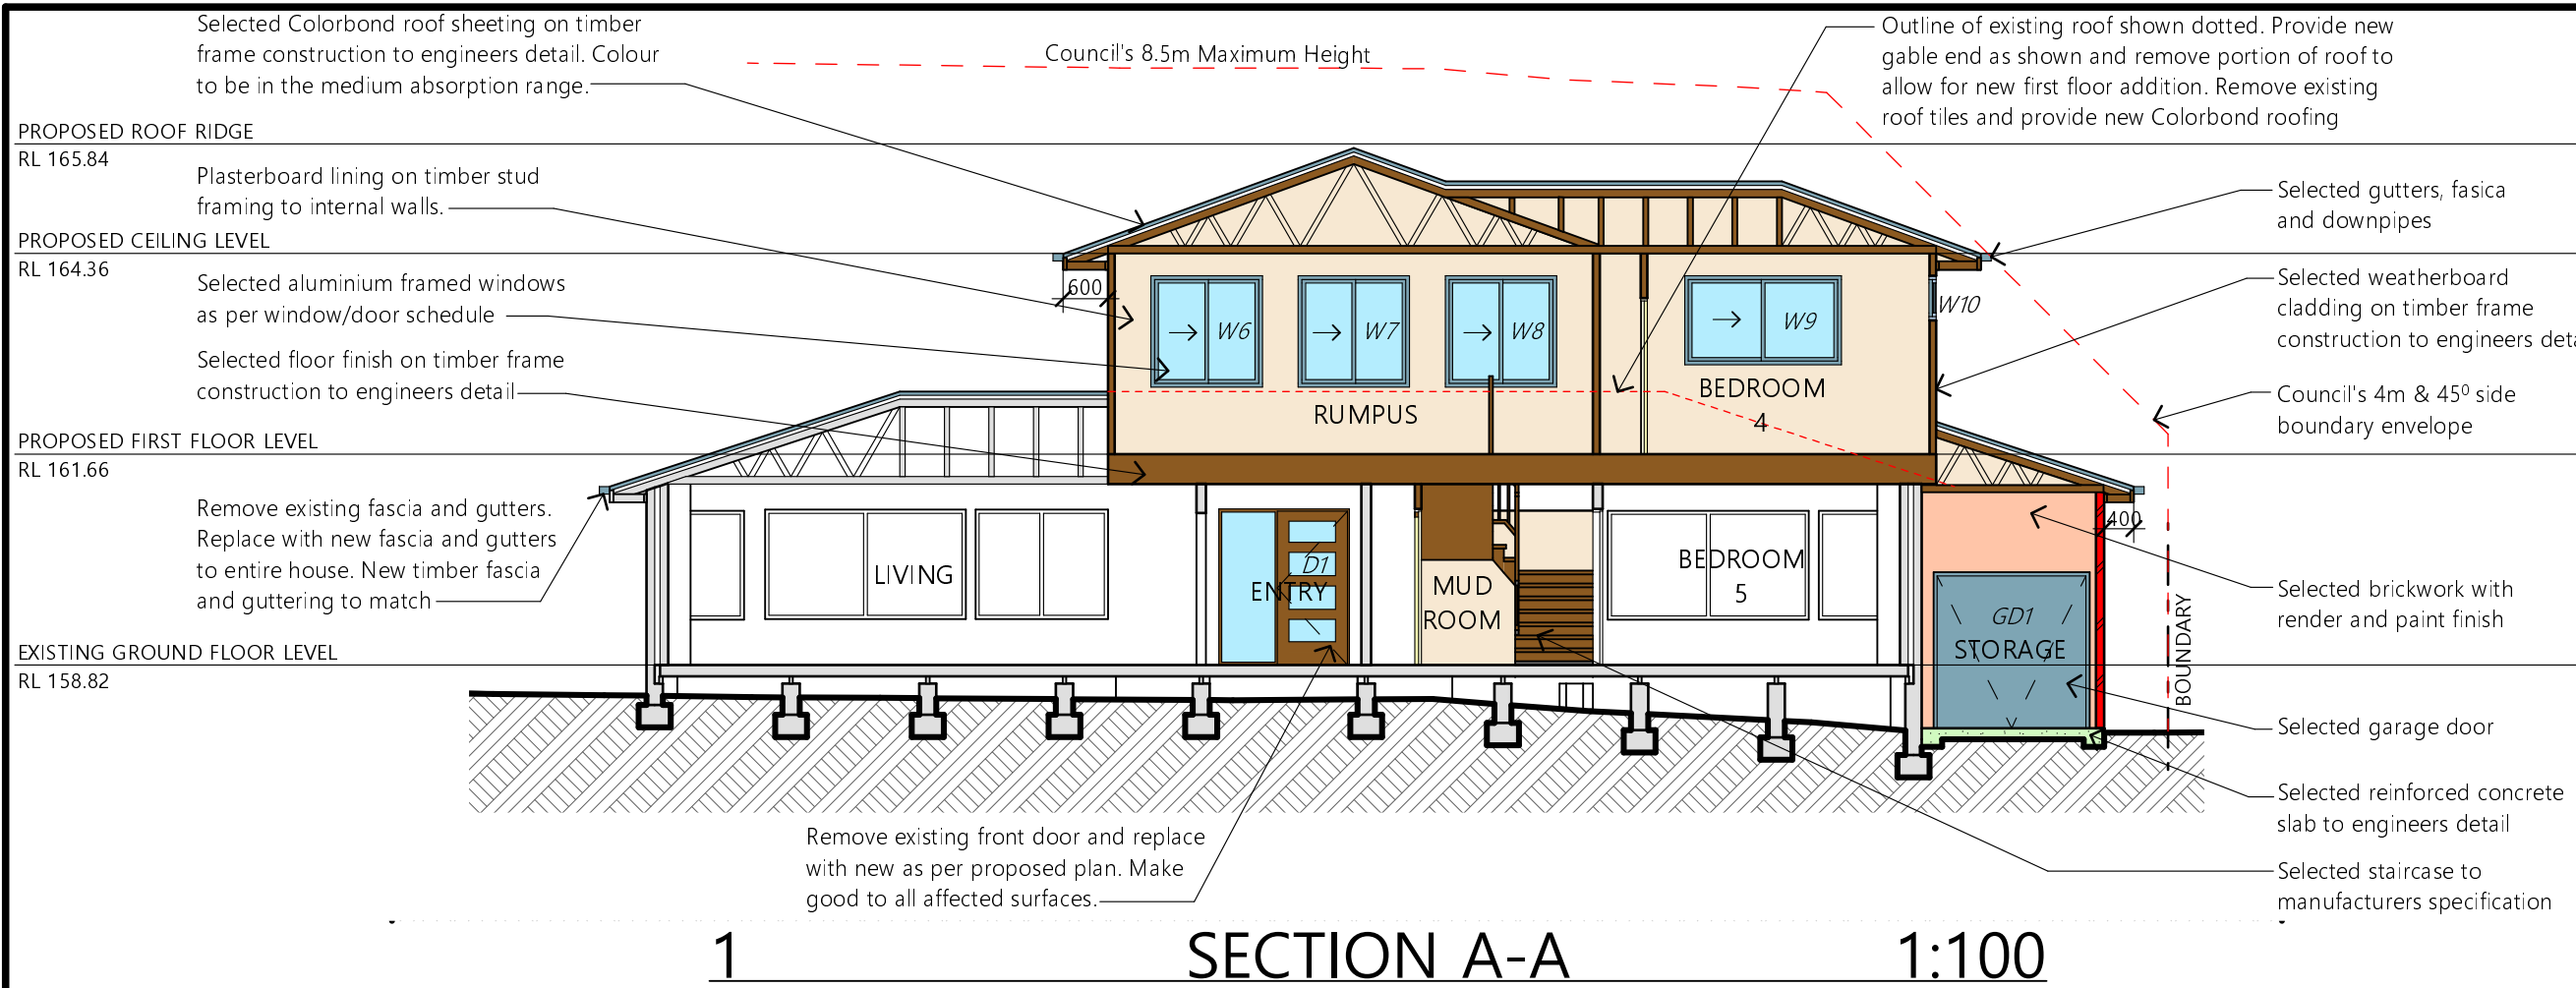 Selected Colorbond roof sheeting on timber
frame construction to engineers detail. Colour
to be in the medium absorption range.
Council's 8.5m Maximum Height
Outline of existing roof shown dotted. Provide new
gable end as shown and remove portion of roof to
allow for new first floor addition. Remove existing
roof tiles and provide new Colorbond roofing
PROPOSED ROOF RIDGE
RL 165.84
Plasterboard lining on timber stud
framing to internal walls.
Selected gutters, fasica
and downpipes
PROPOSED CEILING LEVEL
RL 164.36
Selected aluminium framed windows
as per window/door schedule
600
W6
W7
W8
W9
W10
Selected weatherboard
cladding on timber frame
construction to engineers
Selected floor finish on timber frame
construction to engineers detail
RUMPUS
BEDROOM
4
Council's 4m & 45⁰ side
boundary envelope
PROPOSED FIRST FLOOR LEVEL
RL 161.66
Remove existing fascia and gutters.
Replace with new fascia and gutters
to entire house. New timber fascia
and guttering to match
400
LIVING
D1
ENTRY
MUD
ROOM
BEDROOM
5
GD1
STORAGE
BOUNDARY
Selected brickwork with
render and paint finish
EXISTING GROUND FLOOR LEVEL
RL 158.82
Selected garage door
Selected reinforced concrete
slab to engineers detail
Remove existing front door and replace
with new as per proposed plan. Make
good to all affected surfaces.
Selected staircase to
manufacturers specification
1 SECTION A-A 1:100